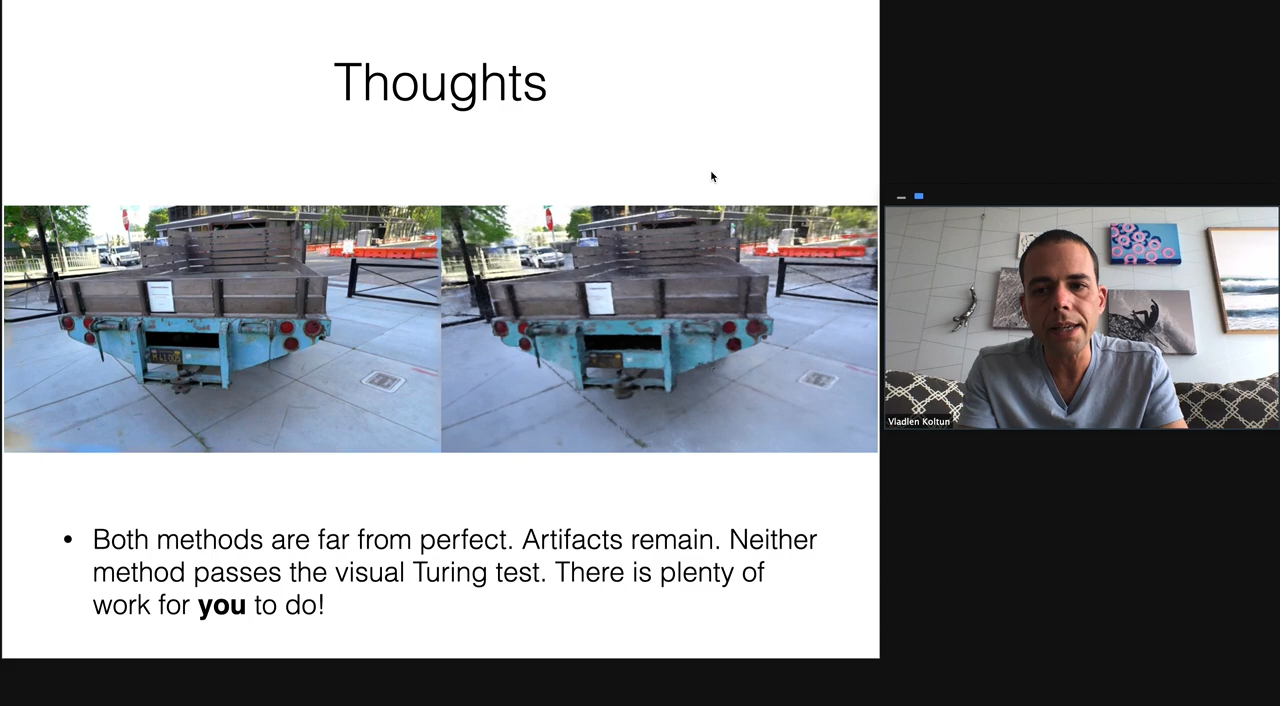 Thoughts
• Both methods are far from perfect. Artifacts remain. Neither
method passes the visual Turing test. There is plenty of
work for you to do!
Vladlen Koltun